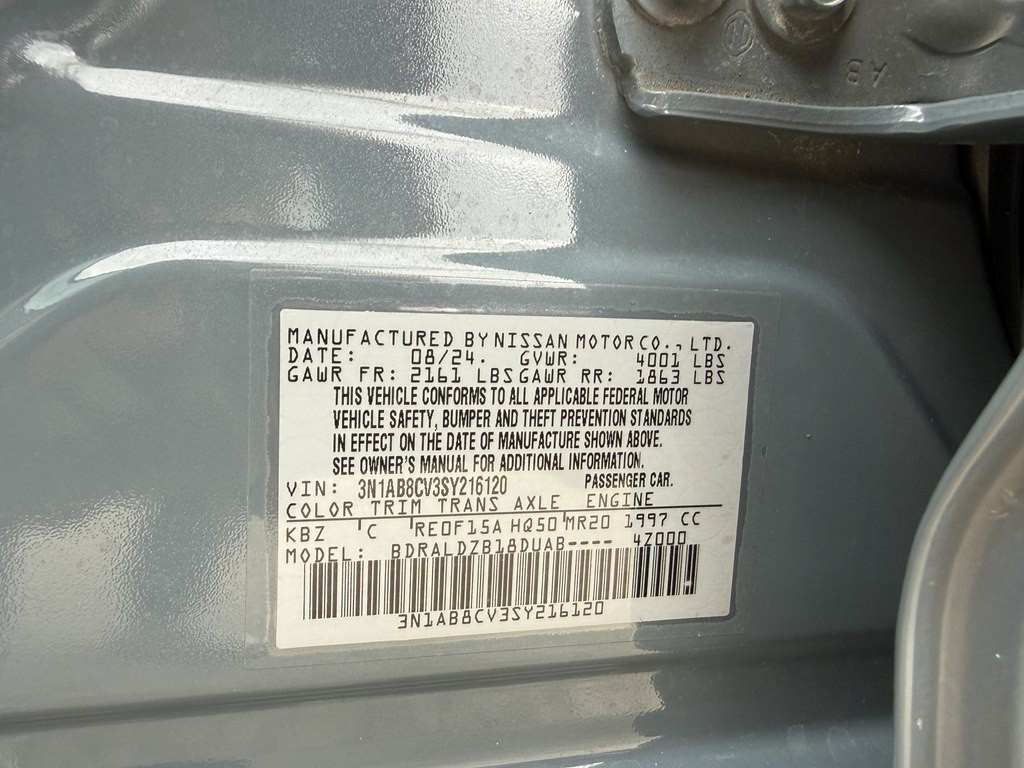 AB
MANUFACTURED BY NISSAN MOTOR CO., LTD.
DATE: 08/24. GVWR: 4001 LBS
GAWR FR: 2161 LBS GAWR RR: 1863 LBS
THIS VEHICLE CONFORMS TO ALL APPLICABLE FEDERAL MOTOR
VEHICLE SAFETY, BUMPER AND THEFT PREVENTION STANDARDS
IN EFFECT ON THE DATE OF MANUFACTURE SHOWN ABOVE.
SEE OWNER'S MANUAL FOR ADDITIONAL INFORMATION.
VIN: 3N1AB8CV3SY216120 PASSENGER CAR.
COLOR TRIM TRANS AXLE ENGINE
KBZ ' C ' RE0F15A HQ50 ' MR20 1997 CC
MODEL: BDRALDZB18DUAB---- 4Z000
3N1AB8CV3SY216120